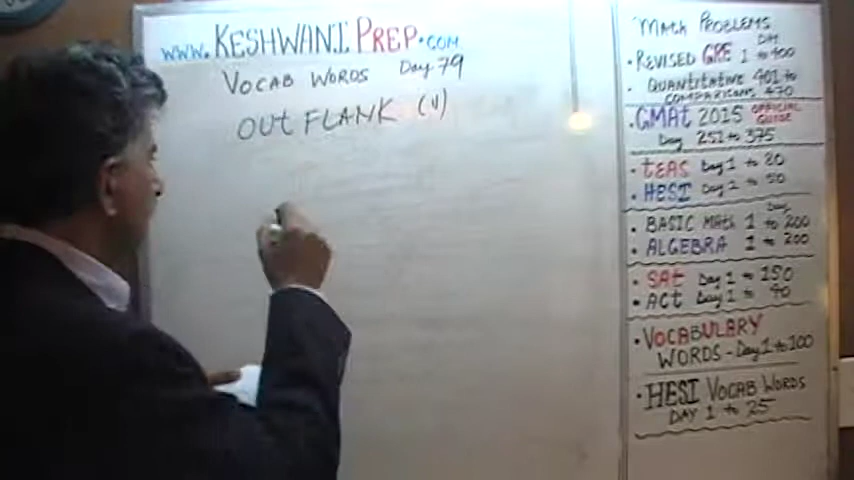 www.KESHWANI PREP.COM
VOCAB WORDS Day 79
OUT FLANK (V)
MATH PROBLEMS
DAY
• REVISED GRE 1 to 400
• QUANTITATIVE 401 to
COMPARISONS 470
• GMAT 2015 OFFICIAL GUIDE
Day 251 to 375
• TEAS Day 1 to 80
• HESI Day 1 to 50
Day
• BASIC MATH 1 to 200
• ALGEBRA 1 to 200
• SAT Day 1 to 150
• ACT Day 1 to 90
• VOCABULARY
WORDS - Day 1 to 100
• HESI VOCAB WORDS
DAY 1 to 25